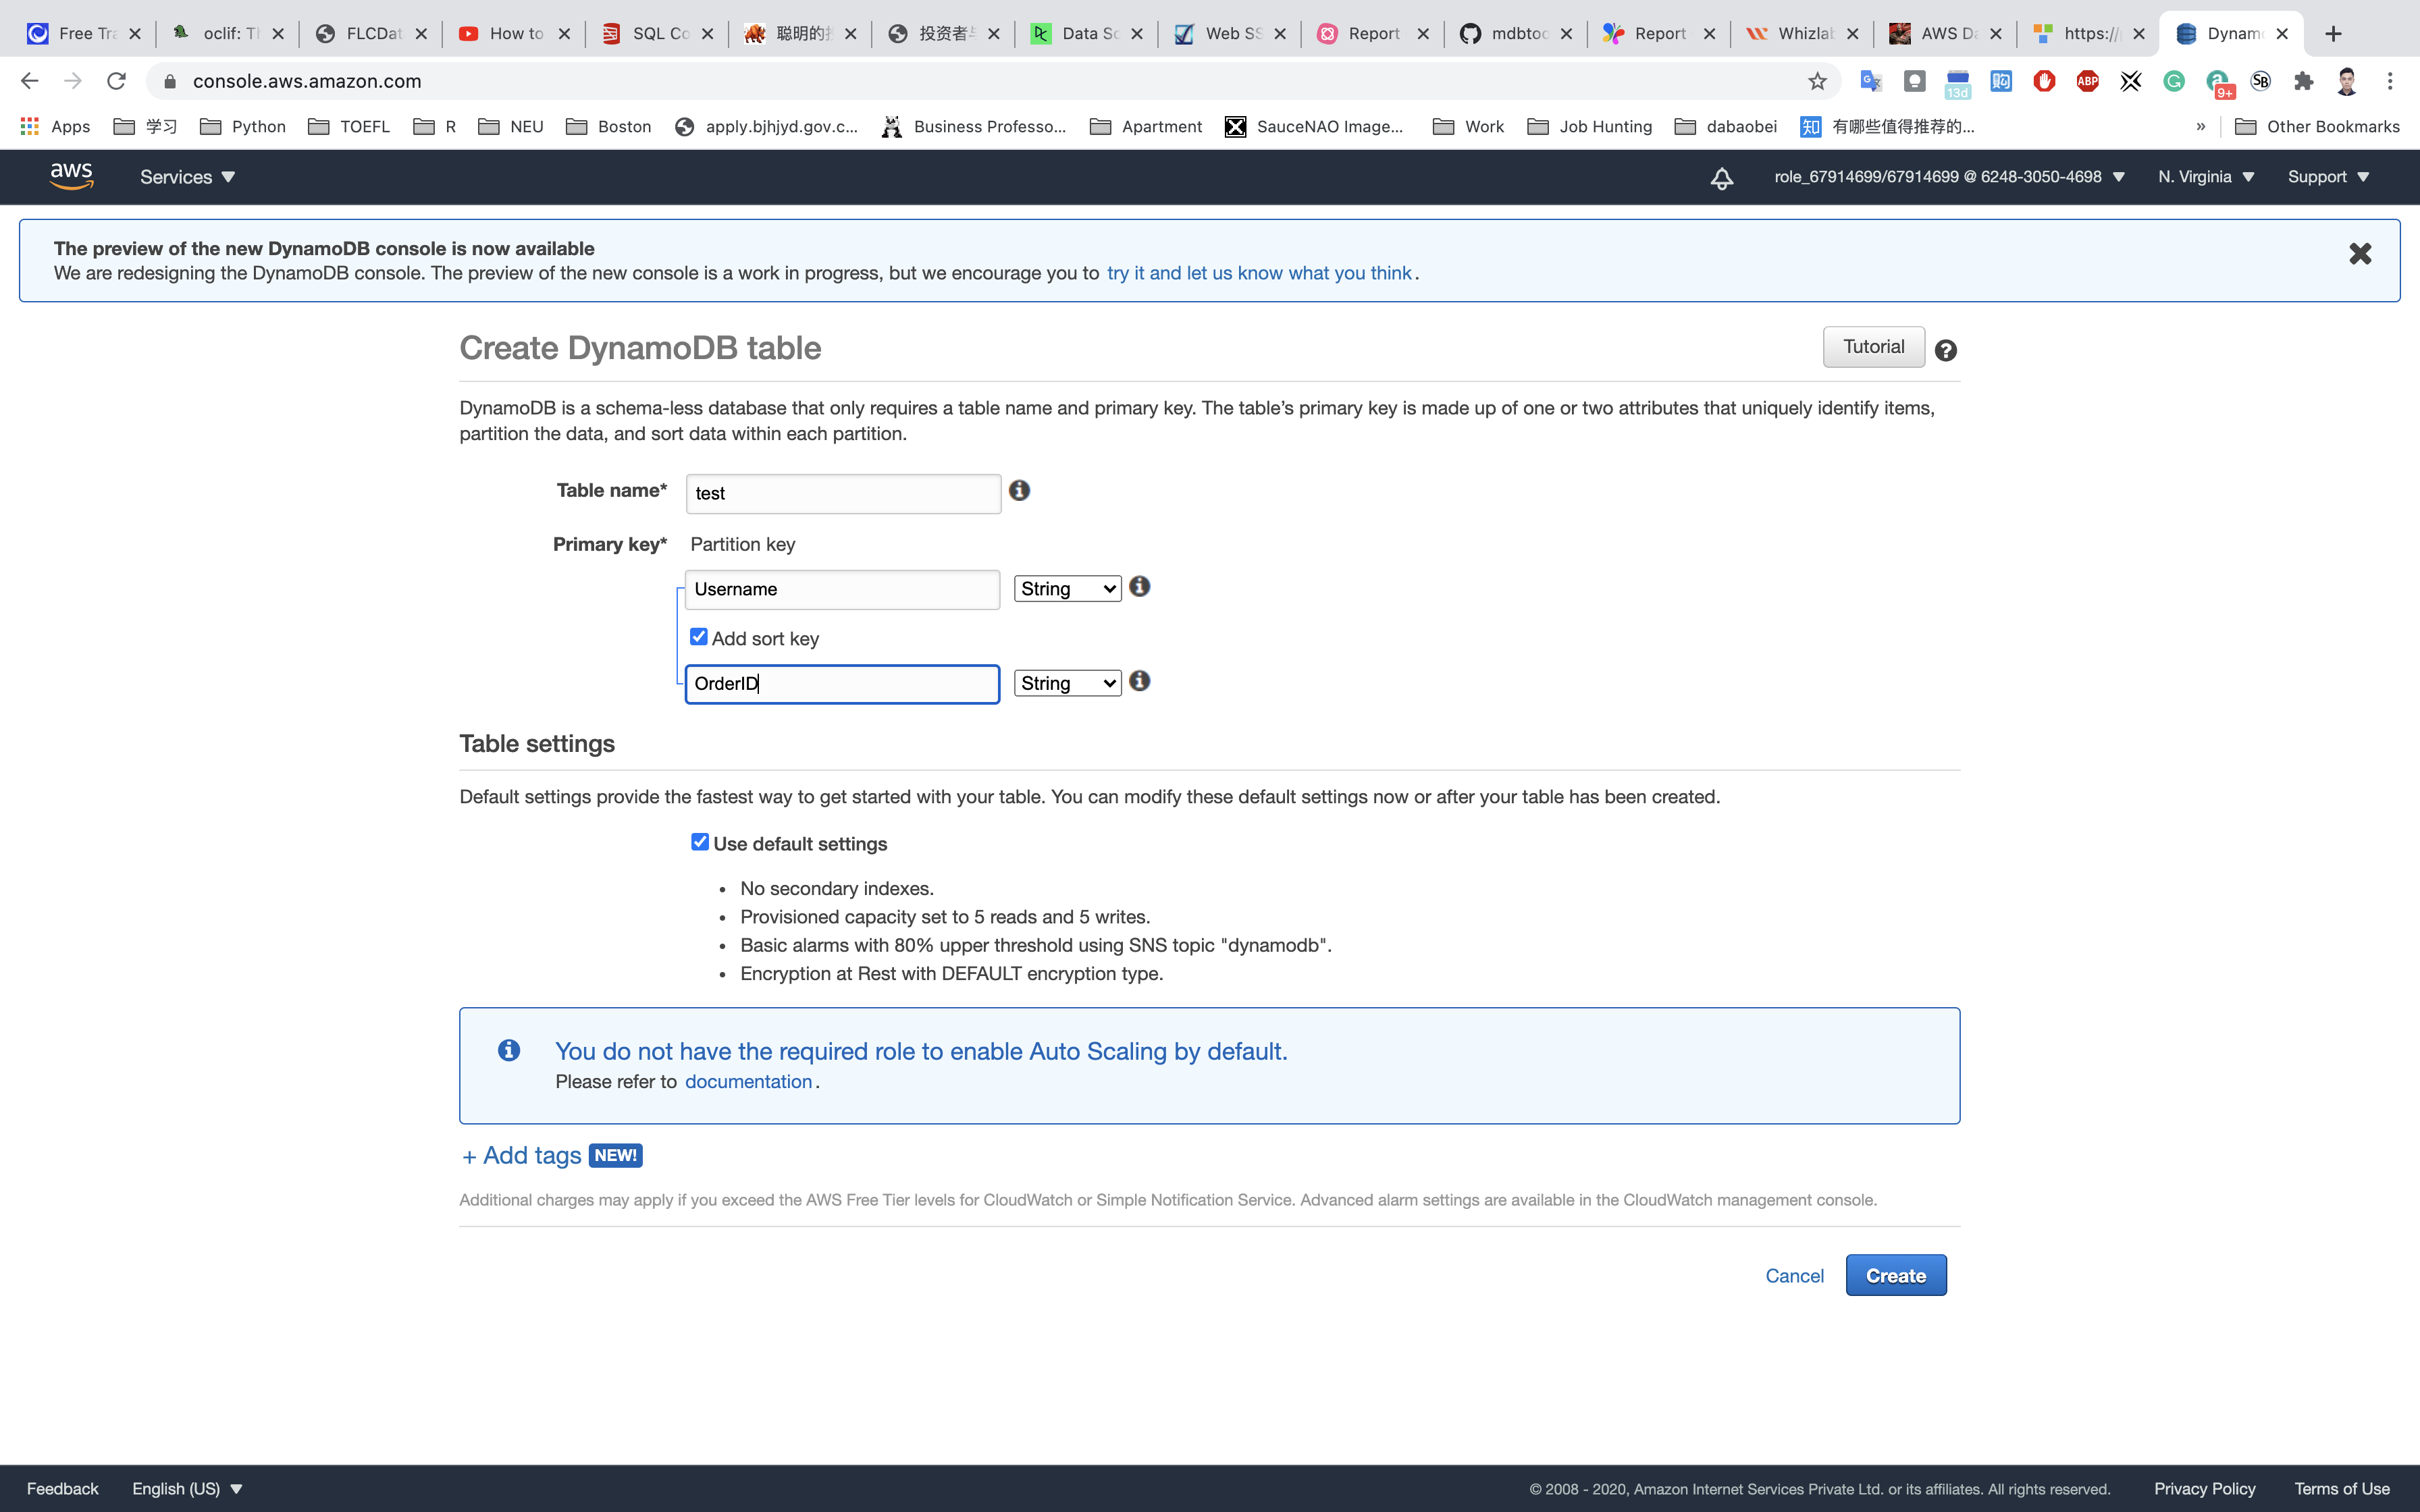 Free Tra
oclif: Th
FLCDat
How to
SQL Co
聪明的
投资者
Data Sc
Web SS
Report
mdbtoo
Report
Whizlab
AWS Da
https://
Dynam
console.aws.amazon.com
13d
ABP
9+
SB
Apps
学习
Python
TOEFL
R
NEU
Boston
apply.bjhjyd.gov.c...
Business Professo...
Apartment
SauceNAO Image...
Work
Job Hunting
dabaobei
知 有哪些值得推荐的...
»
Other Bookmarks
aws
Services
role_67914699/67914699 @ 6248-3050-4698
N. Virginia
Support
The preview of the new DynamoDB console is now available
We are redesigning the DynamoDB console. The preview of the new console is a work in progress, but we encourage you to try it and let us know what you think.
Create DynamoDB table
Tutorial
DynamoDB is a schema-less database that only requires a table name and primary key. The table’s primary key is made up of one or two attributes that uniquely identify items,
partition the data, and sort data within each partition.
Table name* test
Primary key* Partition key
Username String
Add sort key
OrderID String
Table settings
Default settings provide the fastest way to get started with your table. You can modify these default settings now or after your table has been created.
Use default settings
• No secondary indexes.
• Provisioned capacity set to 5 reads and 5 writes.
• Basic alarms with 80% upper threshold using SNS topic "dynamodb".
• Encryption at Rest with DEFAULT encryption type.
You do not have the required role to enable Auto Scaling by default.
Please refer to documentation.
+ Add tags NEW!
Additional charges may apply if you exceed the AWS Free Tier levels for CloudWatch or Simple Notification Service. Advanced alarm settings are available in the CloudWatch management console.
Cancel
Create
Feedback
English (US)
© 2008 - 2020, Amazon Internet Services Private Ltd. or its affiliates. All rights reserved.
Privacy Policy
Terms of Use